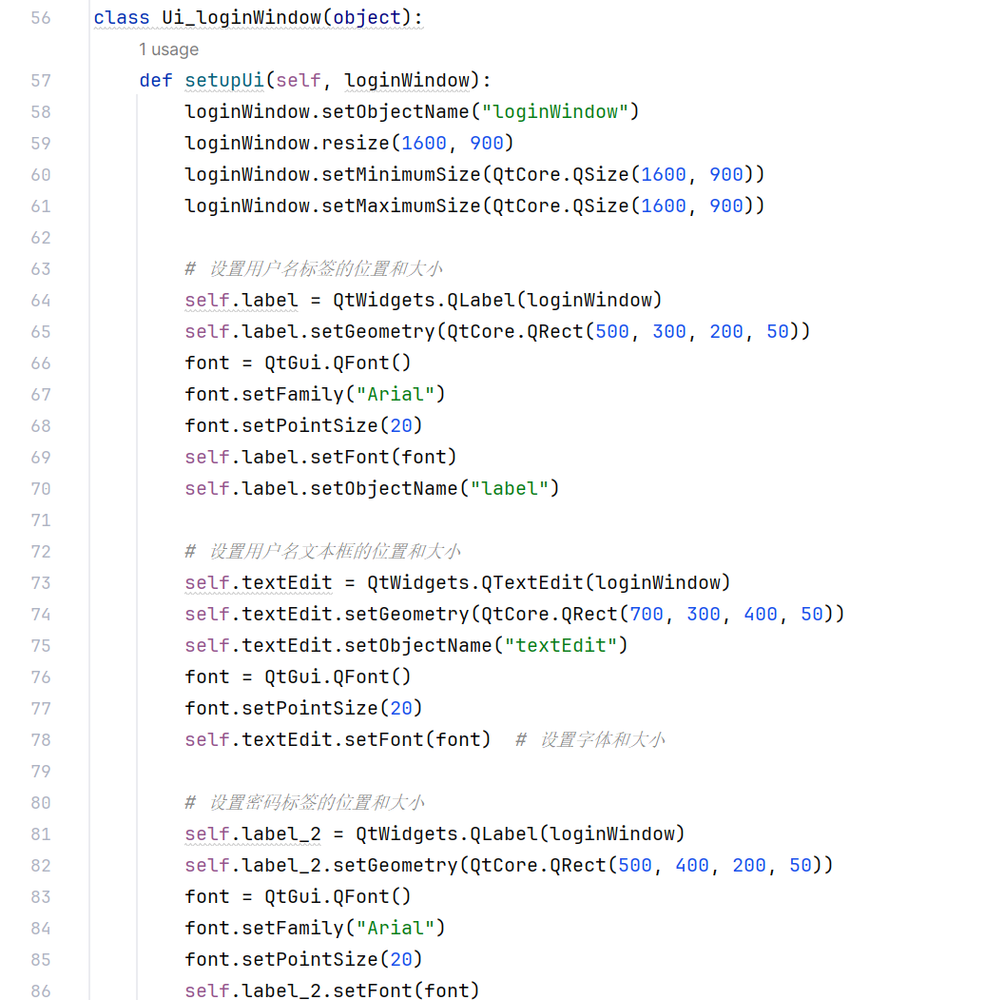 56 class Ui_loginWindow(object):
1 usage
57 def setupUi(self, loginWindow):
58 loginWindow.setObjectName("loginWindow")
59 loginWindow.resize(1600, 900)
60 loginWindow.setMinimumSize(QtCore.QSize(1600, 900))
61 loginWindow.setMaximumSize(QtCore.QSize(1600, 900))
62
63 # 设置用户名标签的位置和大小
64 self.label = QtWidgets.QLabel(loginWindow)
65 self.label.setGeometry(QtCore.QRect(500, 300, 200, 50))
66 font = QtGui.QFont()
67 font.setFamily("Arial")
68 font.setPointSize(20)
69 self.label.setFont(font)
70 self.label.setObjectName("label")
71
72 # 设置用户名文本框的位置和大小
73 self.textEdit = QtWidgets.QTextEdit(loginWindow)
74 self.textEdit.setGeometry(QtCore.QRect(700, 300, 400, 50))
75 self.textEdit.setObjectName("textEdit")
76 font = QtGui.QFont()
77 font.setPointSize(20)
78 self.textEdit.setFont(font)  # 设置字体和大小
79
80 # 设置密码标签的位置和大小
81 self.label_2 = QtWidgets.QLabel(loginWindow)
82 self.label_2.setGeometry(QtCore.QRect(500, 400, 200, 50))
83 font = QtGui.QFont()
84 font.setFamily("Arial")
85 font.setPointSize(20)
86 self.label_2.setFont(font)